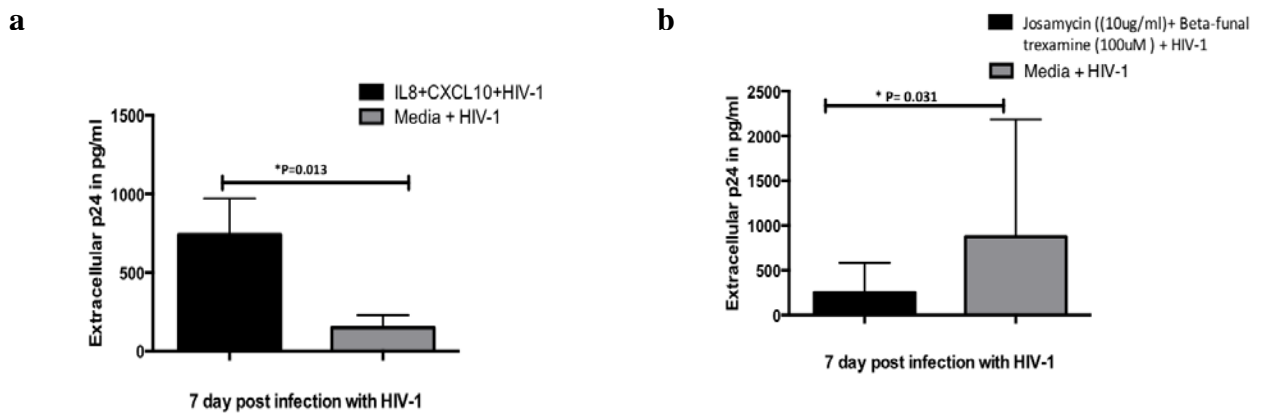 a
IL8+CXCL10+HIV-1
Media + HIV-1
1500
1000
500
0
Extracellular p24 in pg/ml
*P=0.013
7 day post infection with HIV-1
b
Josamycin ((10ug/ml)+ Beta-funal
trexamine (100uM ) + HIV-1
Media + HIV-1
2500
2000
1500
1000
500
0
Extracellular p24 in pg/ml
* P= 0.031
7 day post infection with HIV-1